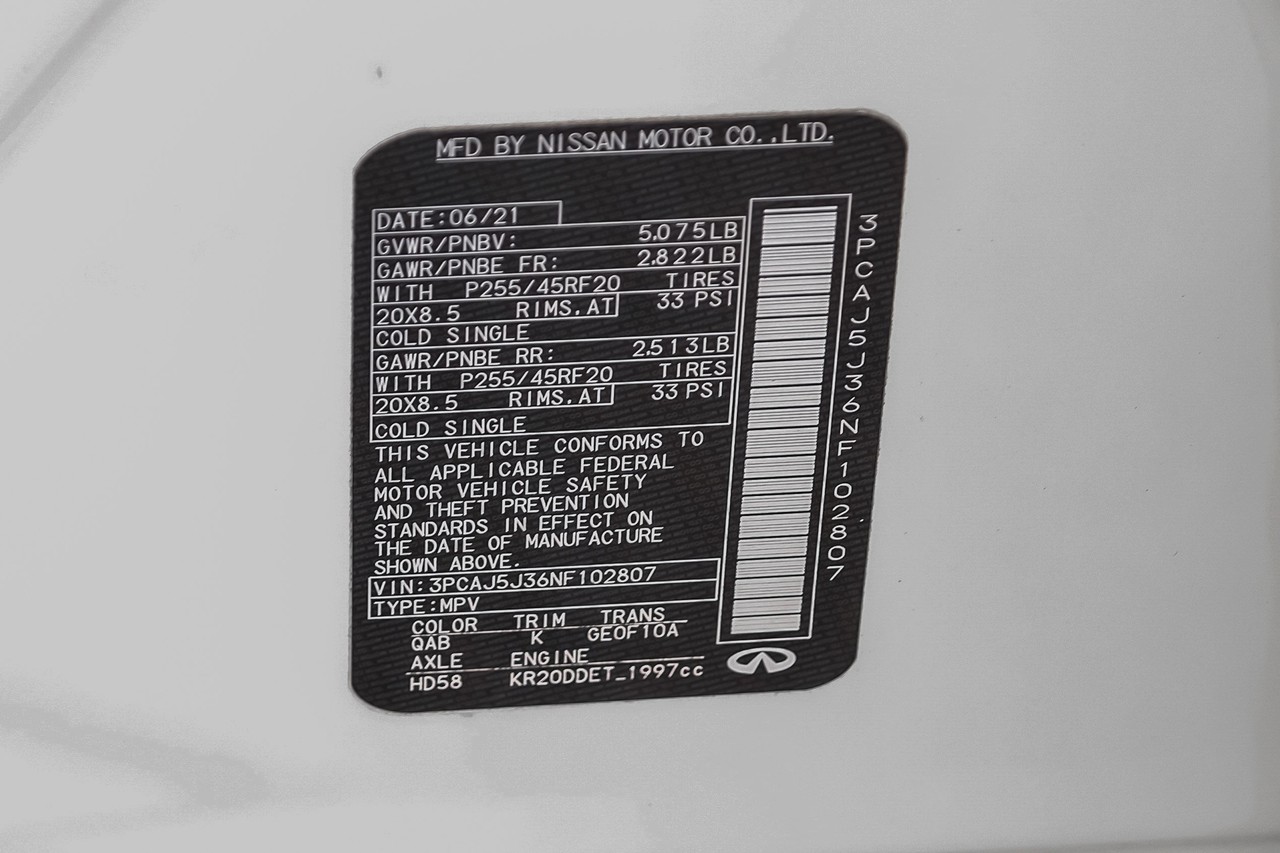 MFD BY NISSAN MOTOR CO.,LTD.
DATE:06/21
GVWR/PNBV: 5,075LB
GAWR/PNBE FR: 2,822LB
WITH P255/45RF20 TIRES
20X8.5 RIMS.AT 33 PSI
COLD SINGLE
GAWR/PNBE RR: 2,513LB
WITH P255/45RF20 TIRES
20X8.5 RIMS.AT 33 PSI
COLD SINGLE
THIS VEHICLE CONFORMS TO
ALL APPLICABLE FEDERAL
MOTOR VEHICLE SAFETY
AND THEFT PREVENTION
STANDARDS IN EFFECT ON
THE DATE OF MANUFACTURE
SHOWN ABOVE.
VIN:3PCAJ5J36NF102807
TYPE:MPV
COLOR TRIM TRANS
QAB K GE0F10A
AXLE ENGINE
HD58 KR20DDET_1997cc
3PCAJ5J36NF102807